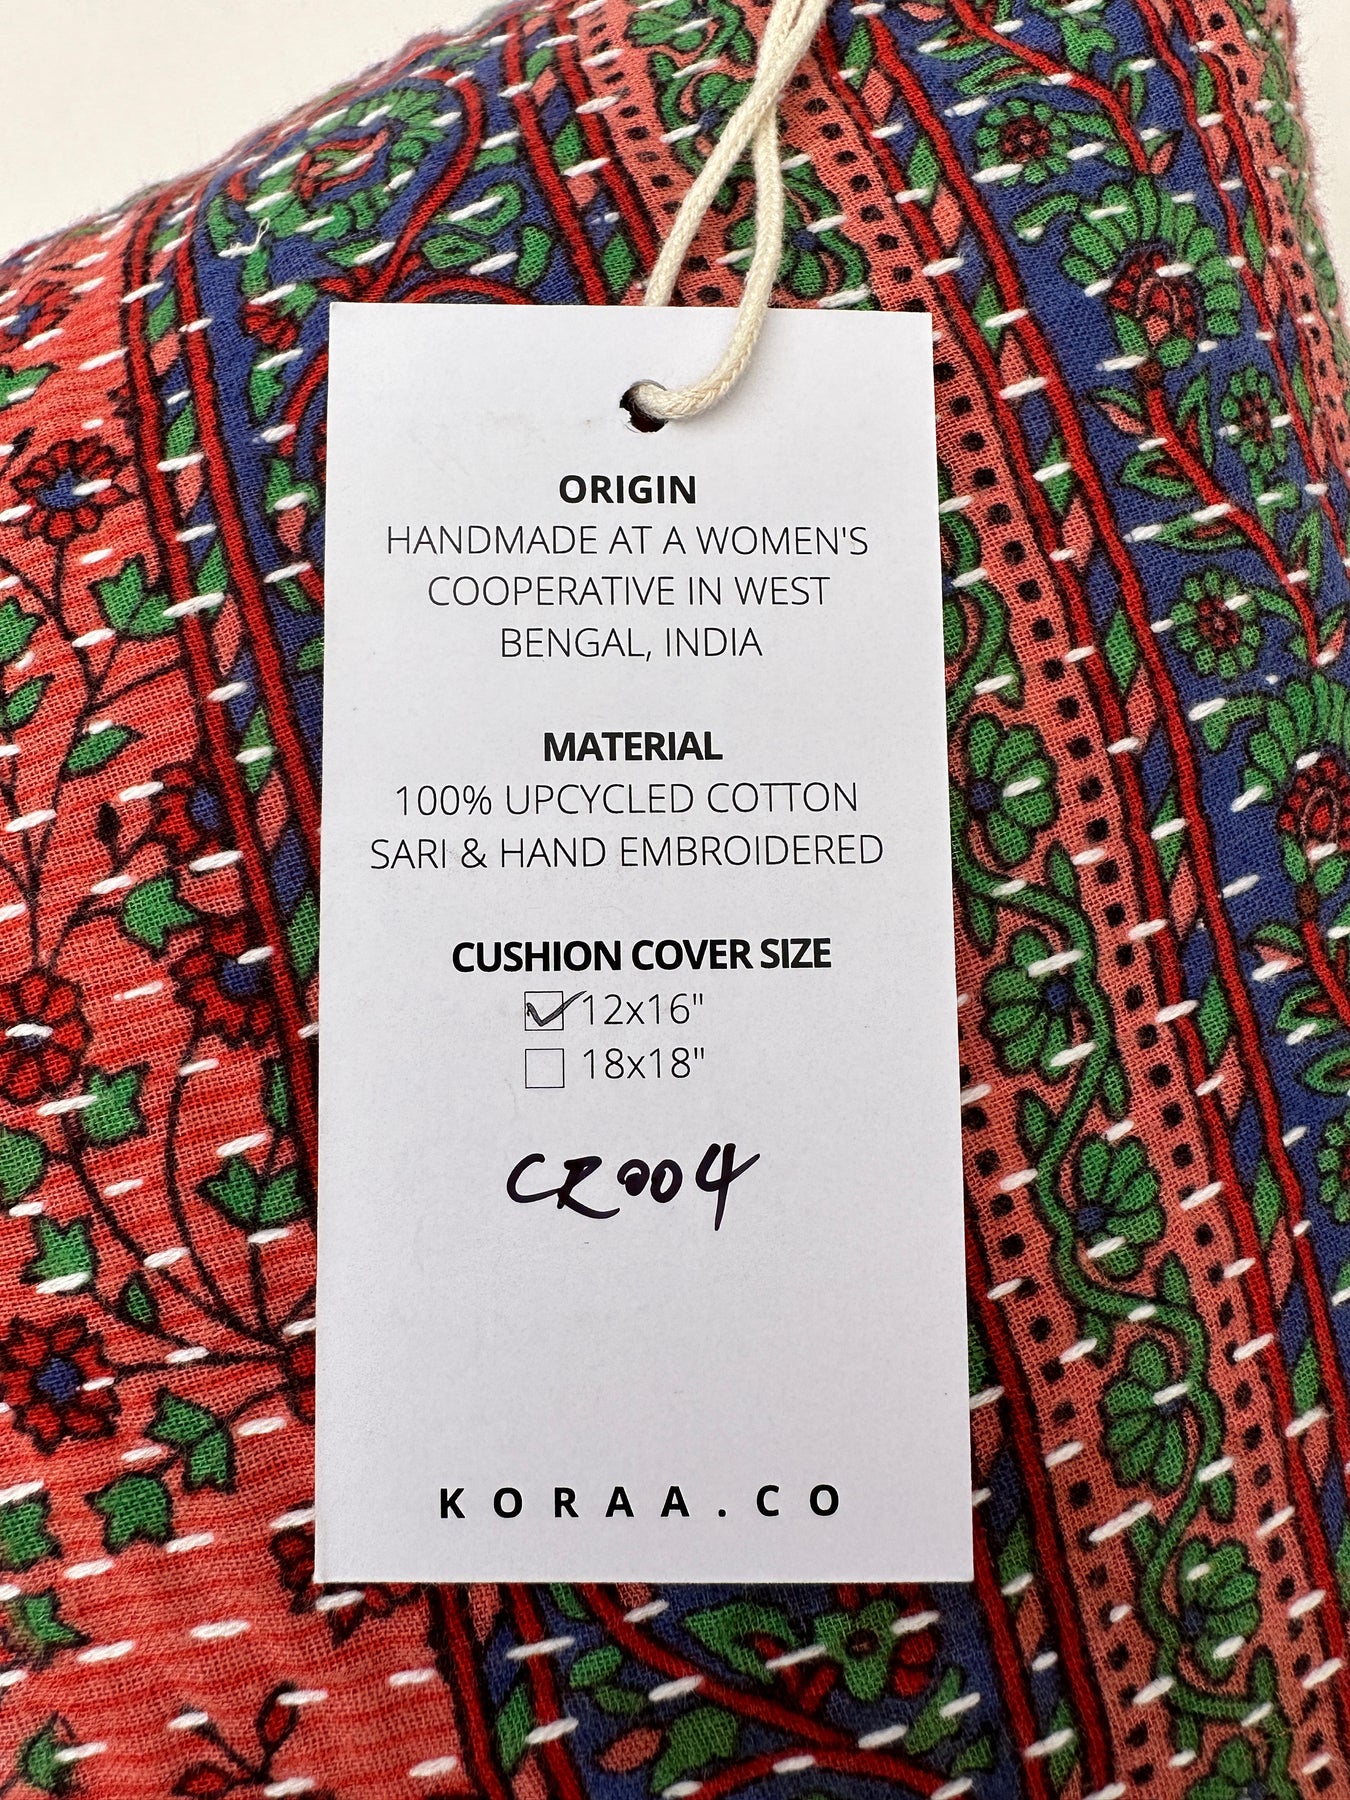 ORIGIN
HANDMADE AT A WOMEN'S
COOPERATIVE IN WEST
BENGAL, INDIA
MATERIAL
100% UPCYCLED COTTON
SARI & HAND EMBROIDERED
CUSHION COVER SIZE
12x16"
18x18"
CR004
KORAA.CO